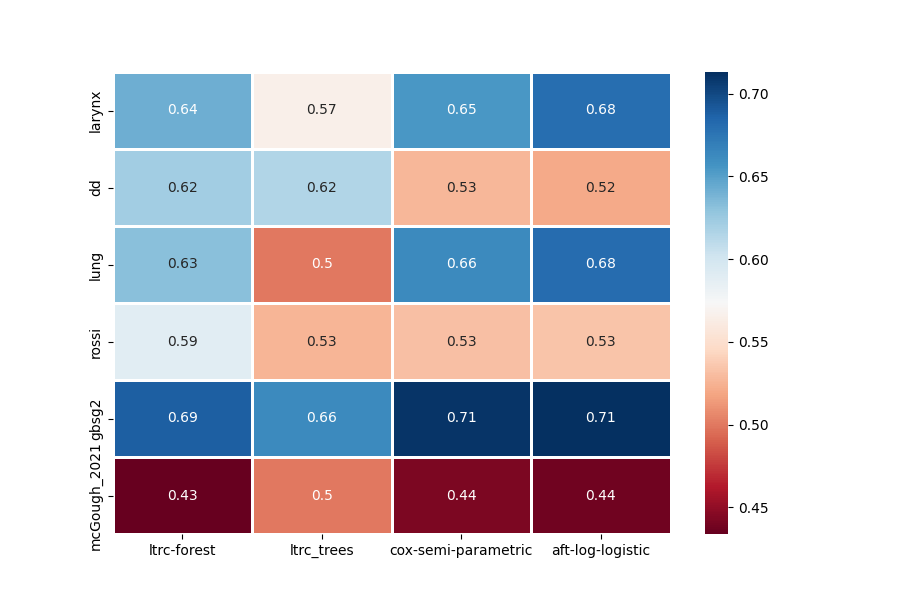 larynx 0.64 0.57 0.65 0.68
dd 0.62 0.62 0.53 0.52
lung 0.63 0.5 0.66 0.68
rossi 0.59 0.53 0.53 0.53
gbsg2 0.69 0.66 0.71 0.71
mcGough_2021 0.43 0.5 0.44 0.44
ltrc-forest ltrc_trees cox-semi-parametric aft-log-logistic
0.70
0.65
0.60
0.55
0.50
0.45